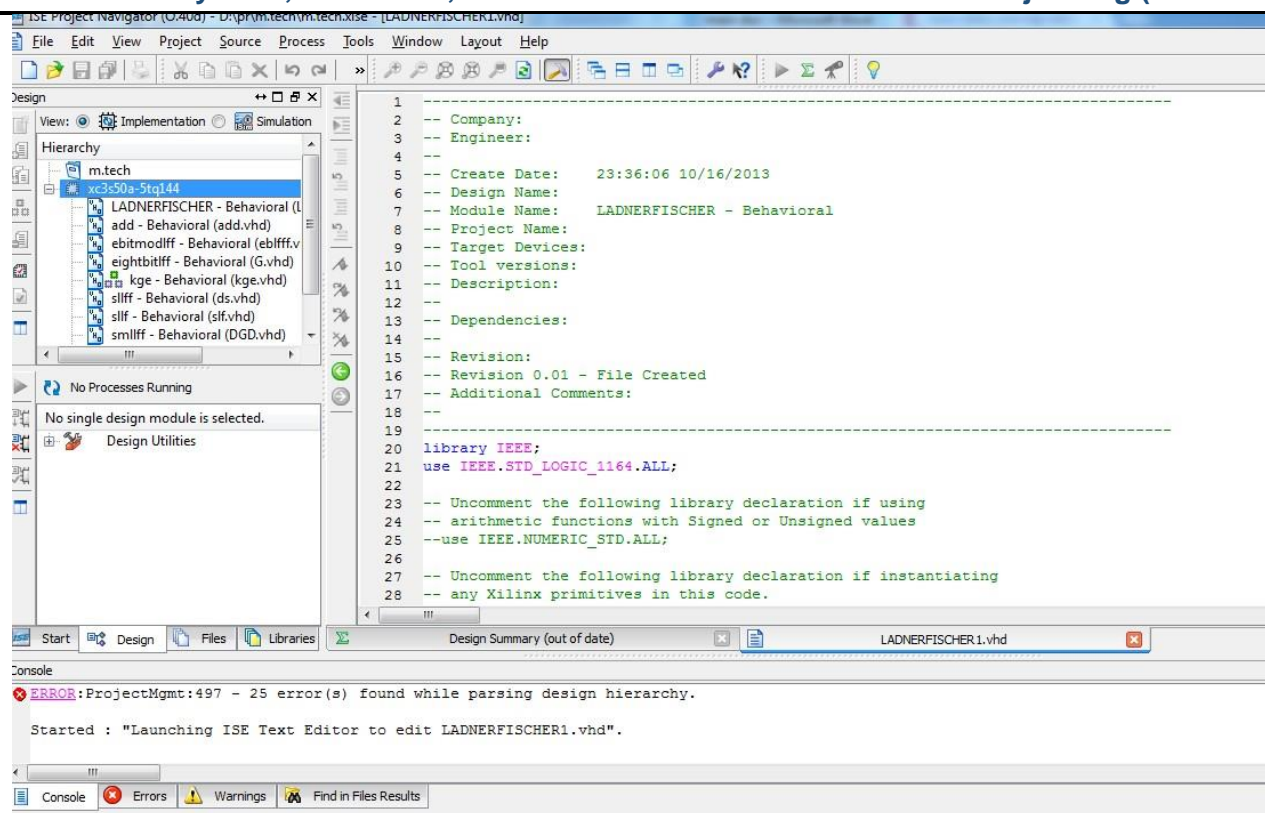 ISE Project Navigator (O.40d) - D:\pr\m.tech\m.tech.xise - [LADNERFISCHER1.vhd]
File Edit View Project Source Process Tools Window Layout Help
Design
View: Implementation Simulation
Hierarchy
m.tech
xc3s50a-5tq144
LADNERFISCHER - Behavioral (L
add - Behavioral (add.vhd)
ebitmodlff - Behavioral (eblfff.v
eightbitlff - Behavioral (G.vhd)
kge - Behavioral (kge.vhd)
sllff - Behavioral (ds.vhd)
sllf - Behavioral (slf.vhd)
smllff - Behavioral (DGD.vhd)
No Processes Running
No single design module is selected.
Design Utilities
Start Design Files Libraries
1 --------------------------------------------------------------------------------
2 -- Company:
3 -- Engineer:
4 --
5 -- Create Date: 23:36:06 10/16/2013
6 -- Design Name:
7 -- Module Name: LADNERFISCHER - Behavioral
8 -- Project Name:
9 -- Target Devices:
10 -- Tool versions:
11 -- Description:
12 --
13 -- Dependencies:
14 --
15 -- Revision:
16 -- Revision 0.01 - File Created
17 -- Additional Comments:
18 --
19 --------------------------------------------------------------------------------
20 library IEEE;
21 use IEEE.STD_LOGIC_1164.ALL;
22
23 -- Uncomment the following library declaration if using
24 -- arithmetic functions with Signed or Unsigned values
25 --use IEEE.NUMERIC_STD.ALL;
26
27 -- Uncomment the following library declaration if instantiating
28 -- any Xilinx primitives in this code.
Design Summary (out of date) LADNERFISCHER1.vhd
Console
ERROR:ProjectMgmt:497 - 25 error(s) found while parsing design hierarchy.
Started : "Launching ISE Text Editor to edit LADNERFISCHER1.vhd".
Console Errors Warnings Find in Files Results